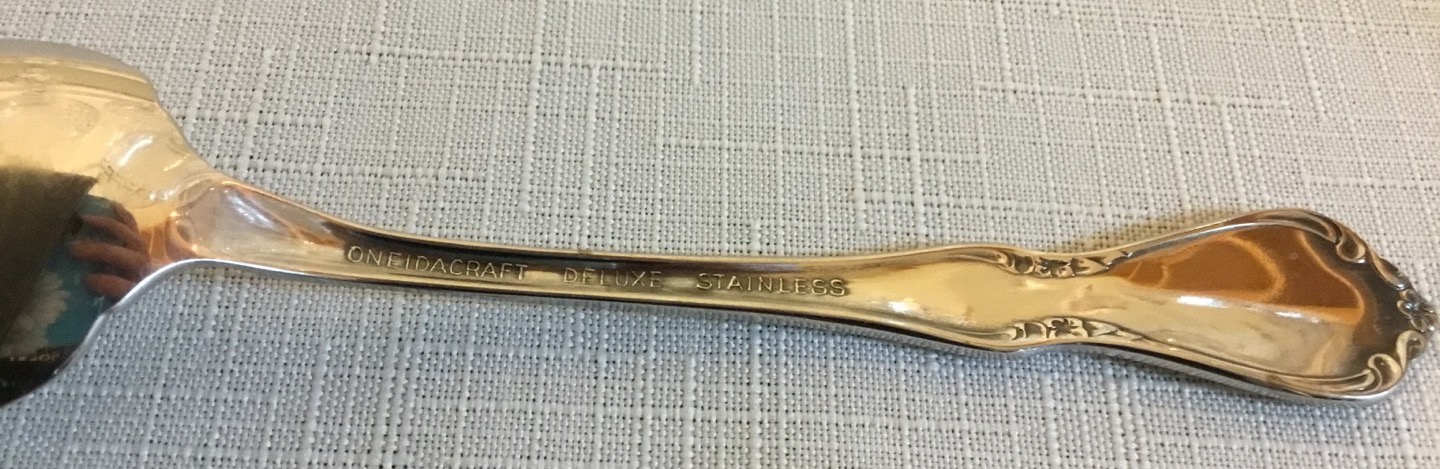 ONEIDACRAFT DELUXE STAINLESS